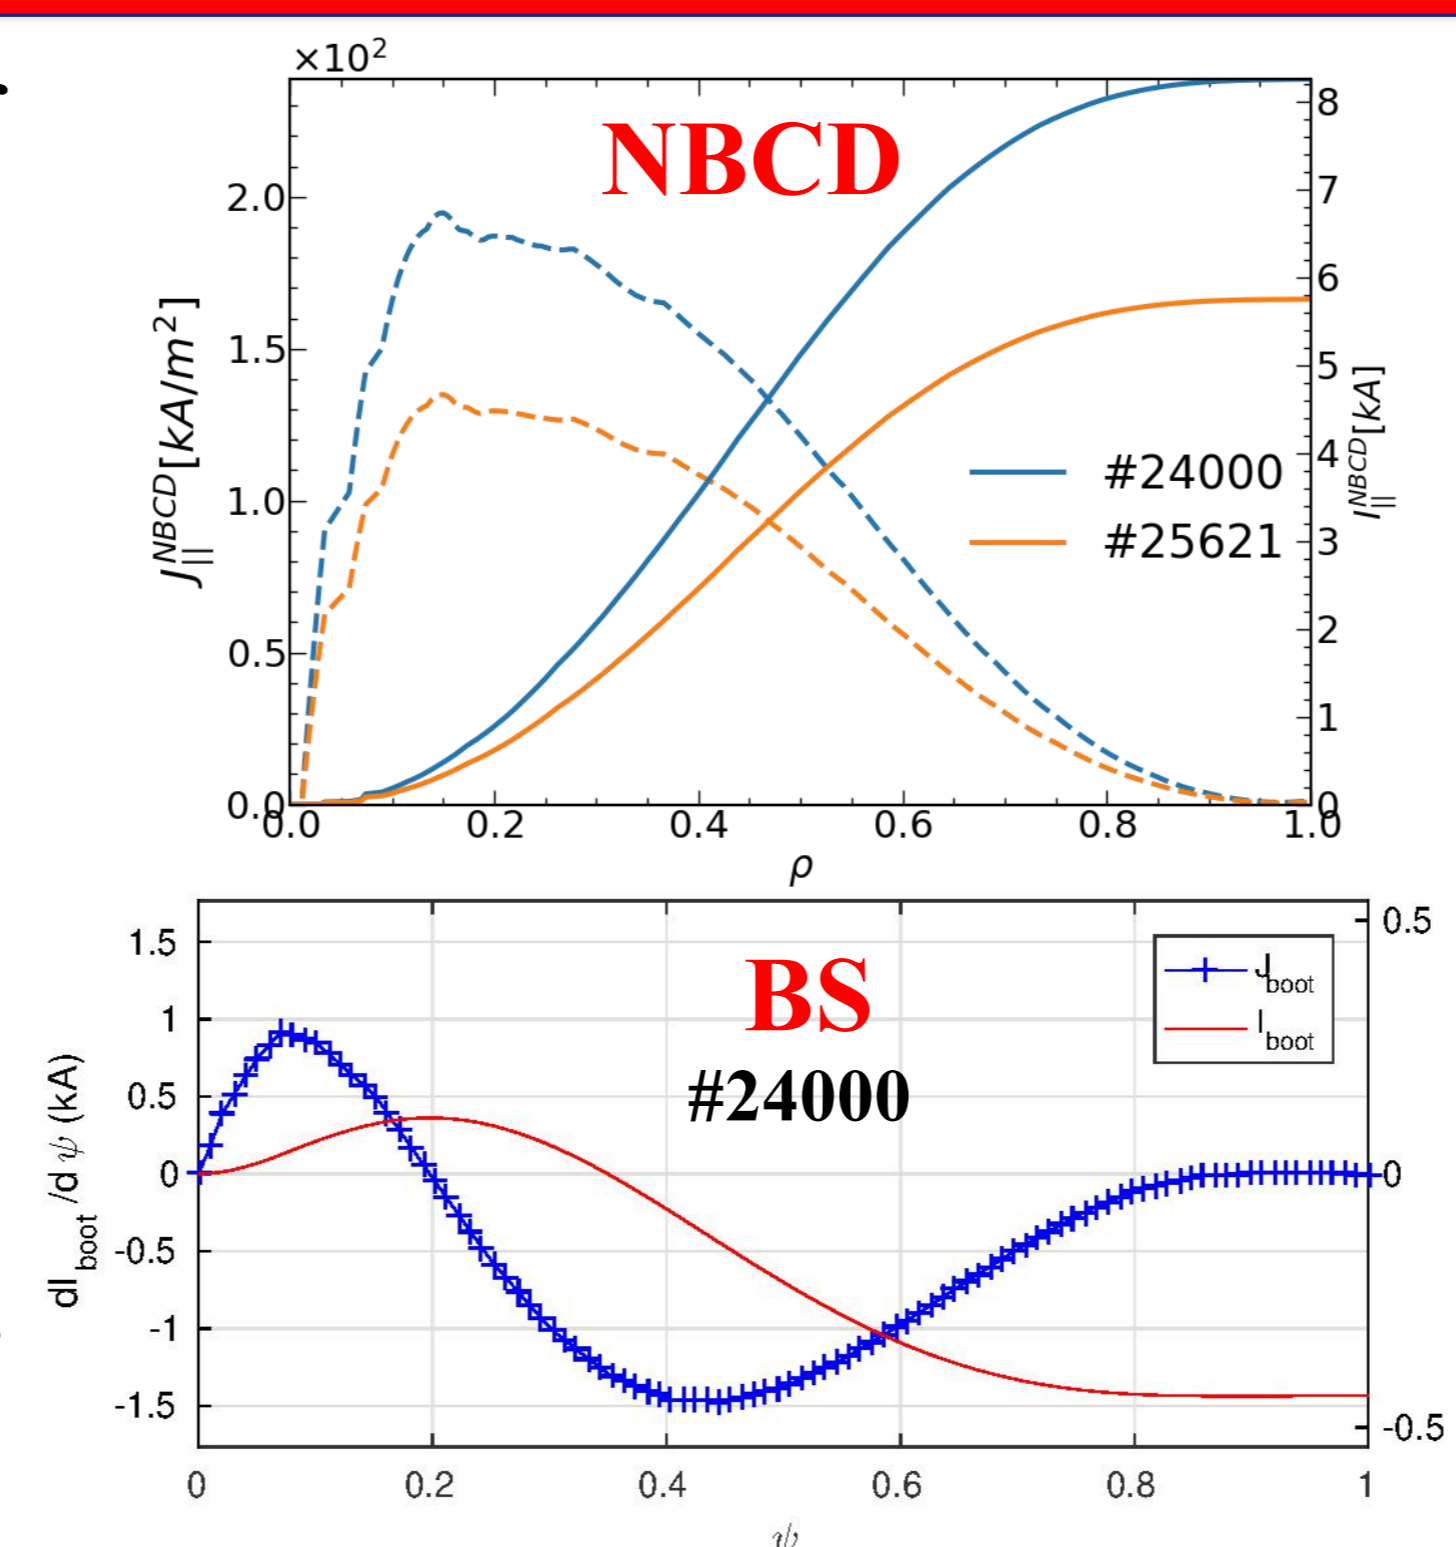 ×10²
NBCD
2.0
1.5
1.0
0.5
0.0
8
7
6
5
4
3
2
1
0
J_{||}^{NBCD}[kA/m²]
I_{||}^{NBCD}[kA]
#24000
#25621
0.0 0.2 0.4 0.6 0.8 1.0
ρ
BS
#24000
J_boot
I_boot
1.5
1
0.5
0
-0.5
-1
-1.5
0.5
0
-0.5
dI_boot/d ψ (kA)
0 0.2 0.4 0.6 0.8 1
ψ